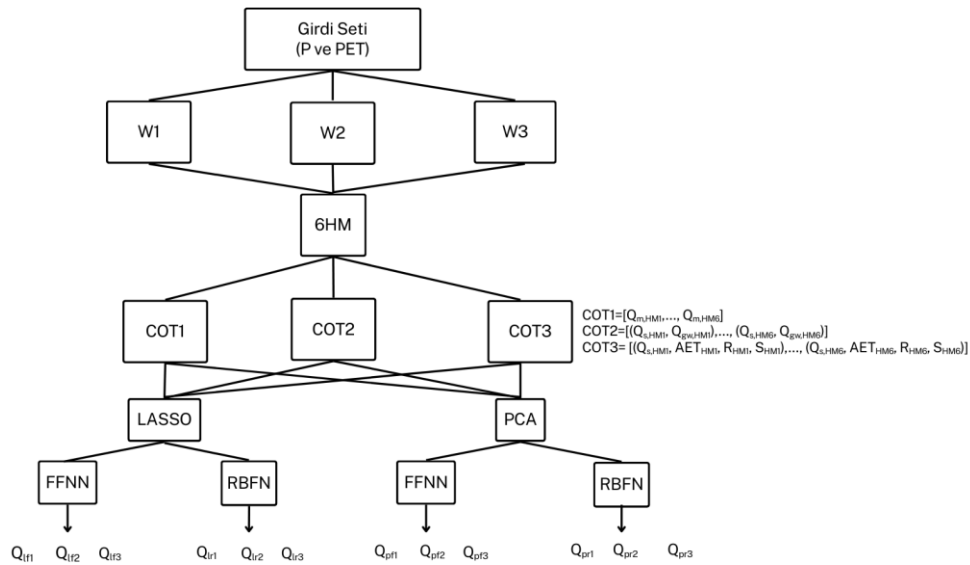 Girdi Seti
(P ve PET)
W1
W2
W3
6HM
COT1
COT2
COT3
COT1=[Qm,HM1,..., Qm,HM6]
COT2=[(Qs,HM1, Qgw,HM1),..., (Qs,HM6, Qgw,HM6)]
COT3= [(Qs,HM1, AETHM1, RHM1, SHM1),..., (Qs,HM6, AETHM6, RHM6, SHM6)]
LASSO
PCA
FFNN
RBFN
FFNN
RBFN
Qlf1 Qlf2 Qlf3
Qlr1 Qlr2 Qlr3
Qpf1 Qpf2 Qpf3
Qpr1 Qpr2 Qpr3